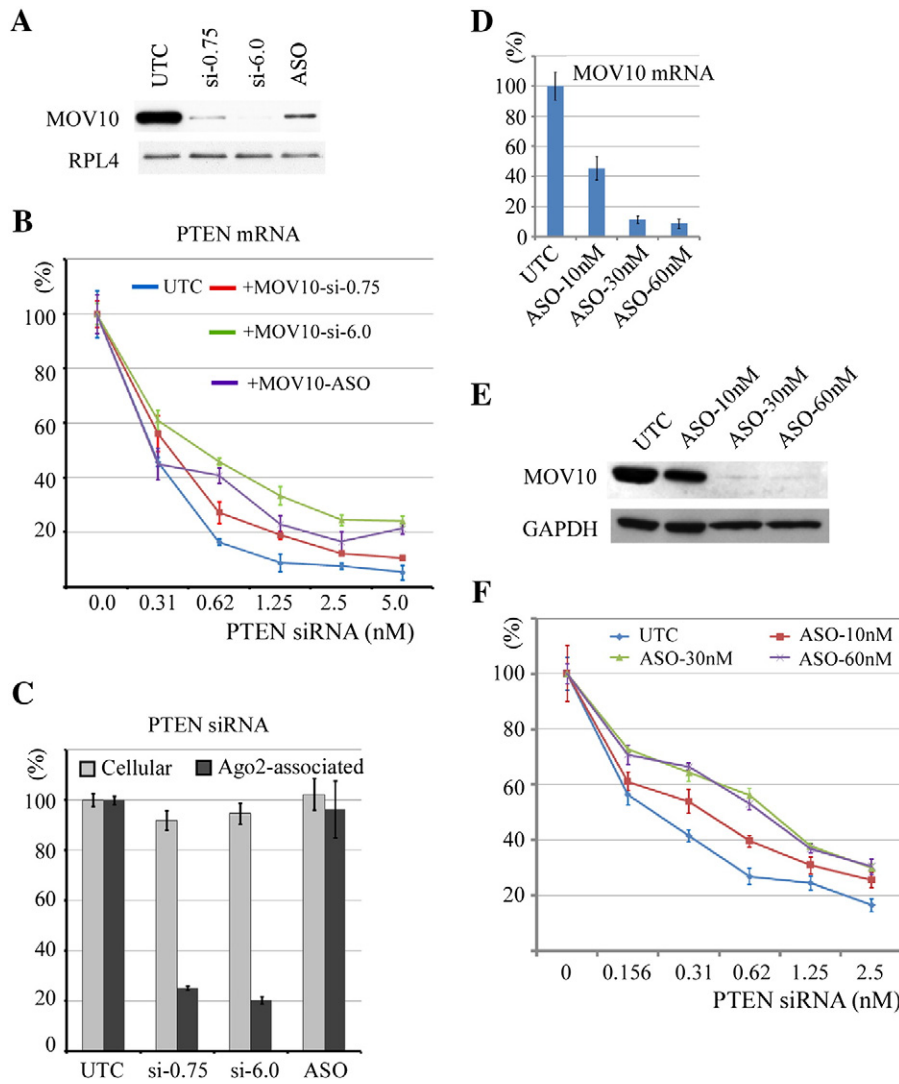 A
UTC si-0.75 si-6.0 ASO
MOV10
RPL4
B
PTEN mRNA
(%)
UTC +MOV10-si-0.75
+MOV10-si-6.0
+MOV10-ASO
100
80
60
40
20
0.0 0.31 0.62 1.25 2.5 5.0
PTEN siRNA (nM)
C
PTEN siRNA
(%)
Cellular Ago2-associated
100
80
60
40
20
0
UTC si-0.75 si-6.0 ASO
D
(%)
MOV10 mRNA
100
80
60
40
20
0
UTC ASO-10nM ASO-30nM ASO-60nM
E
UTC ASO-10nM ASO-30nM ASO-60nM
MOV10
GAPDH
F
(%)
UTC ASO-10nM
ASO-30nM ASO-60nM
100
80
60
40
20
0 0.156 0.31 0.62 1.25 2.5
PTEN siRNA (nM)